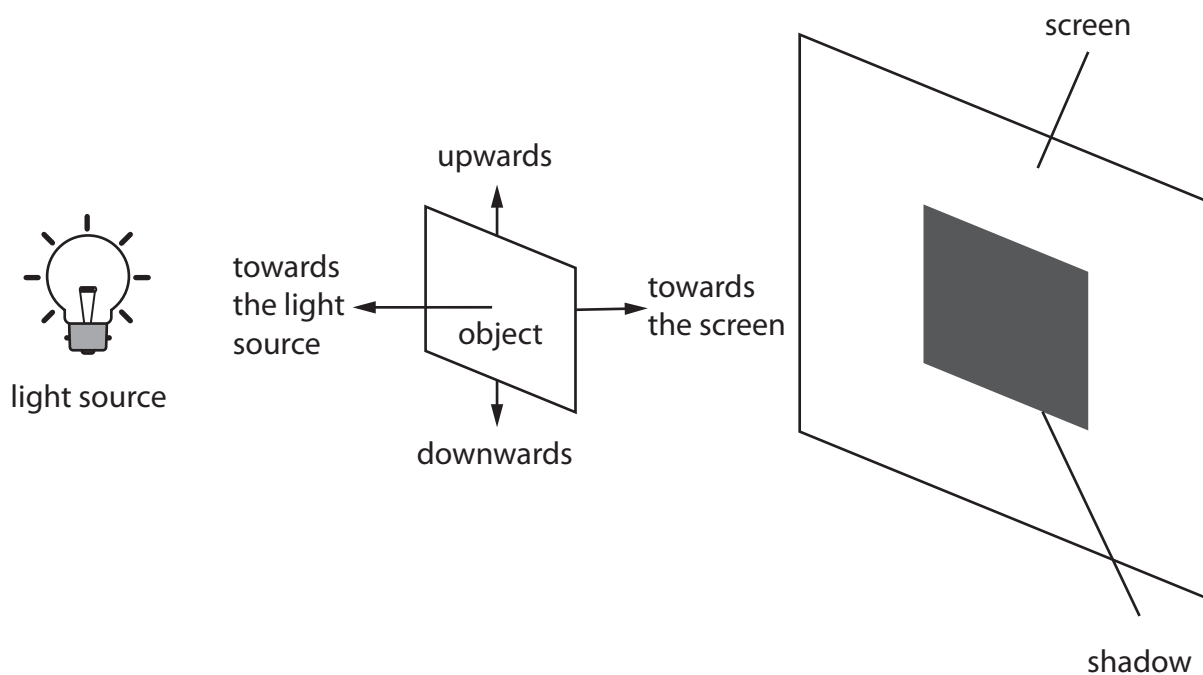 screen
upwards
towards
the light
source
object
towards
the screen
light source
downwards
shadow